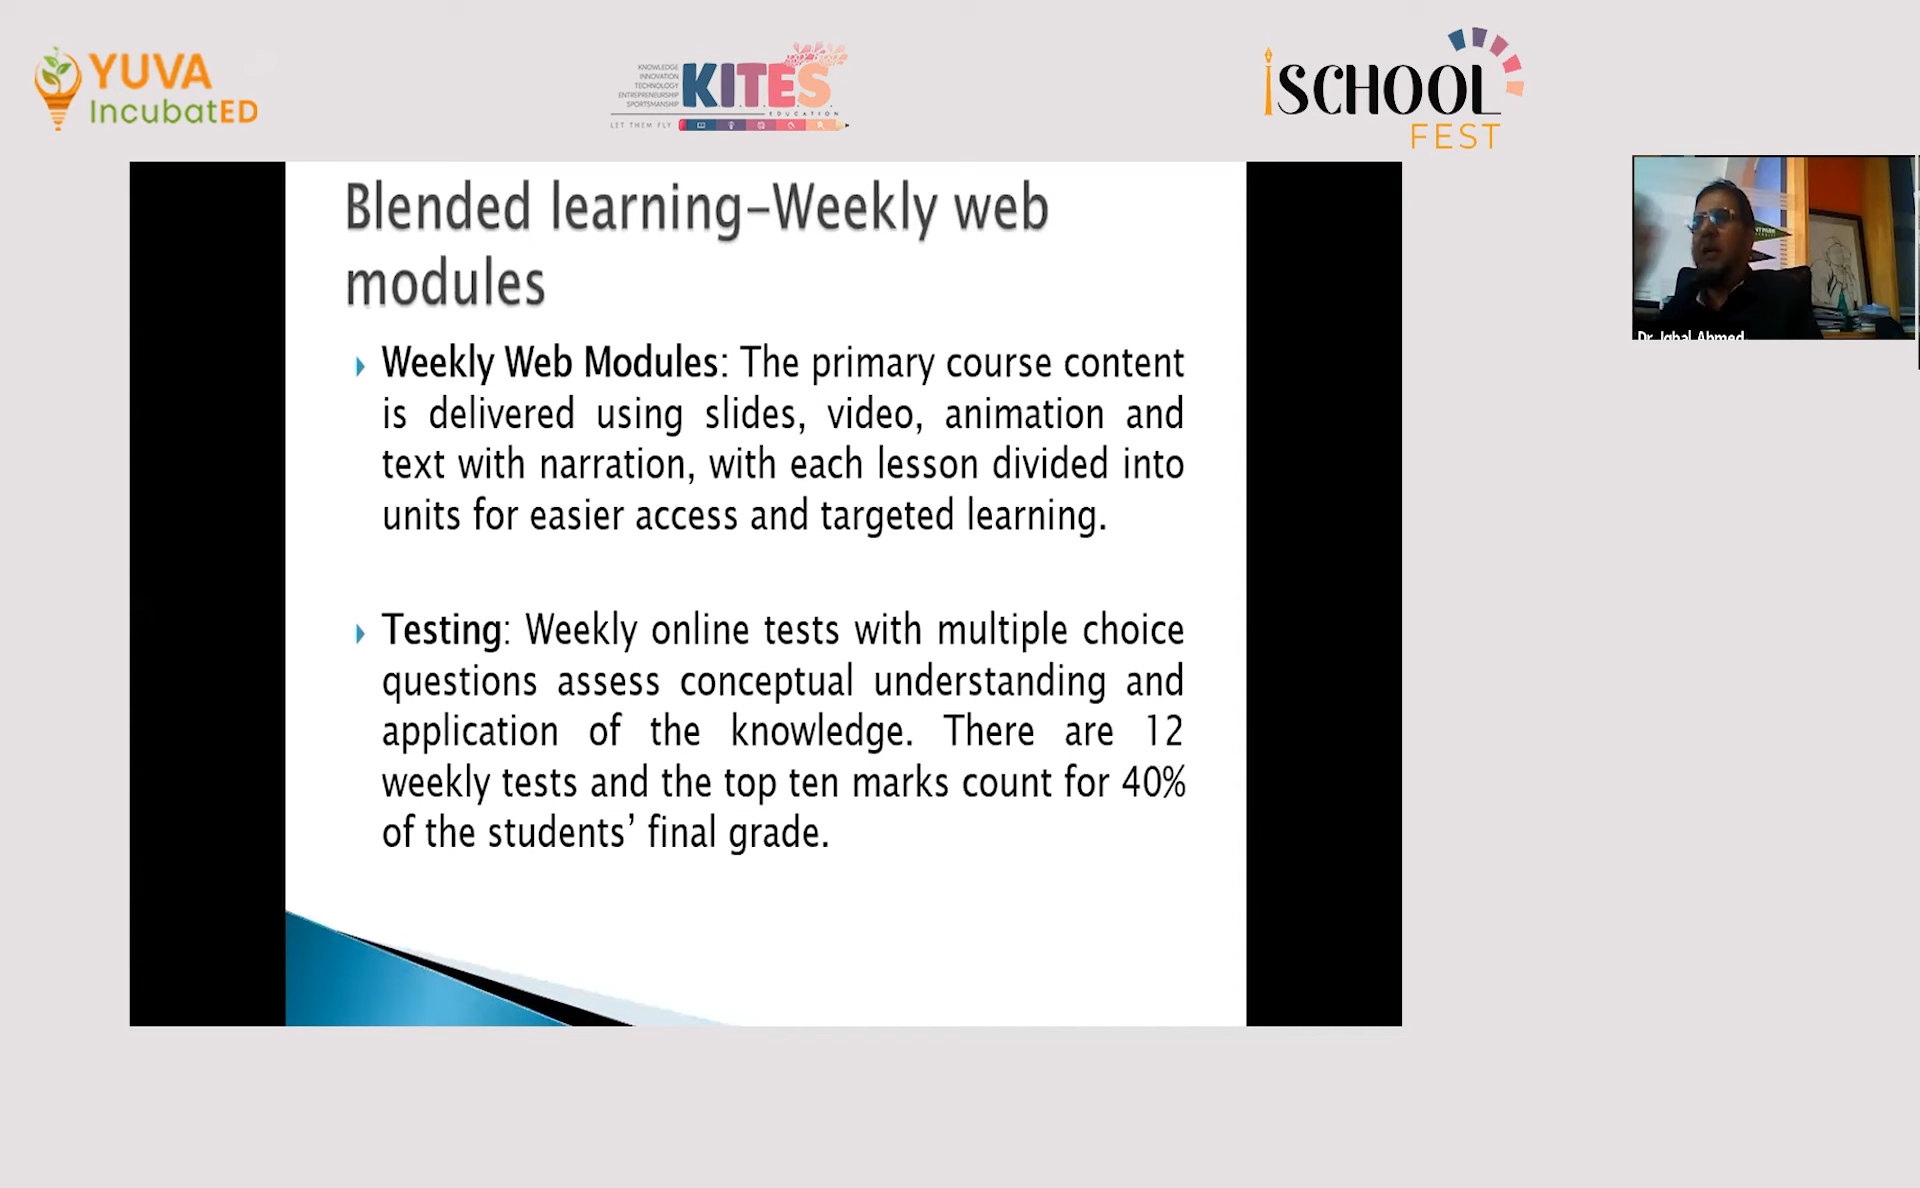 YUVA
IncubatED
KNOWLEDGE
INNOVATION
TECHNOLOGY
ENTREPRENEURSHIP
SPORTSMANSHIP
K.I.T.E.S
EDUCATION
LET THEM FLY
iSCHOOL
FEST
Blended learning-Weekly web
modules
Weekly Web Modules: The primary course content
is delivered using slides, video, animation and
text with narration, with each lesson divided into
units for easier access and targeted learning.
Testing: Weekly online tests with multiple choice
questions assess conceptual understanding and
application of the knowledge. There are 12
weekly tests and the top ten marks count for 40%
of the students’ final grade.
Dr. Iqbal Ahmed